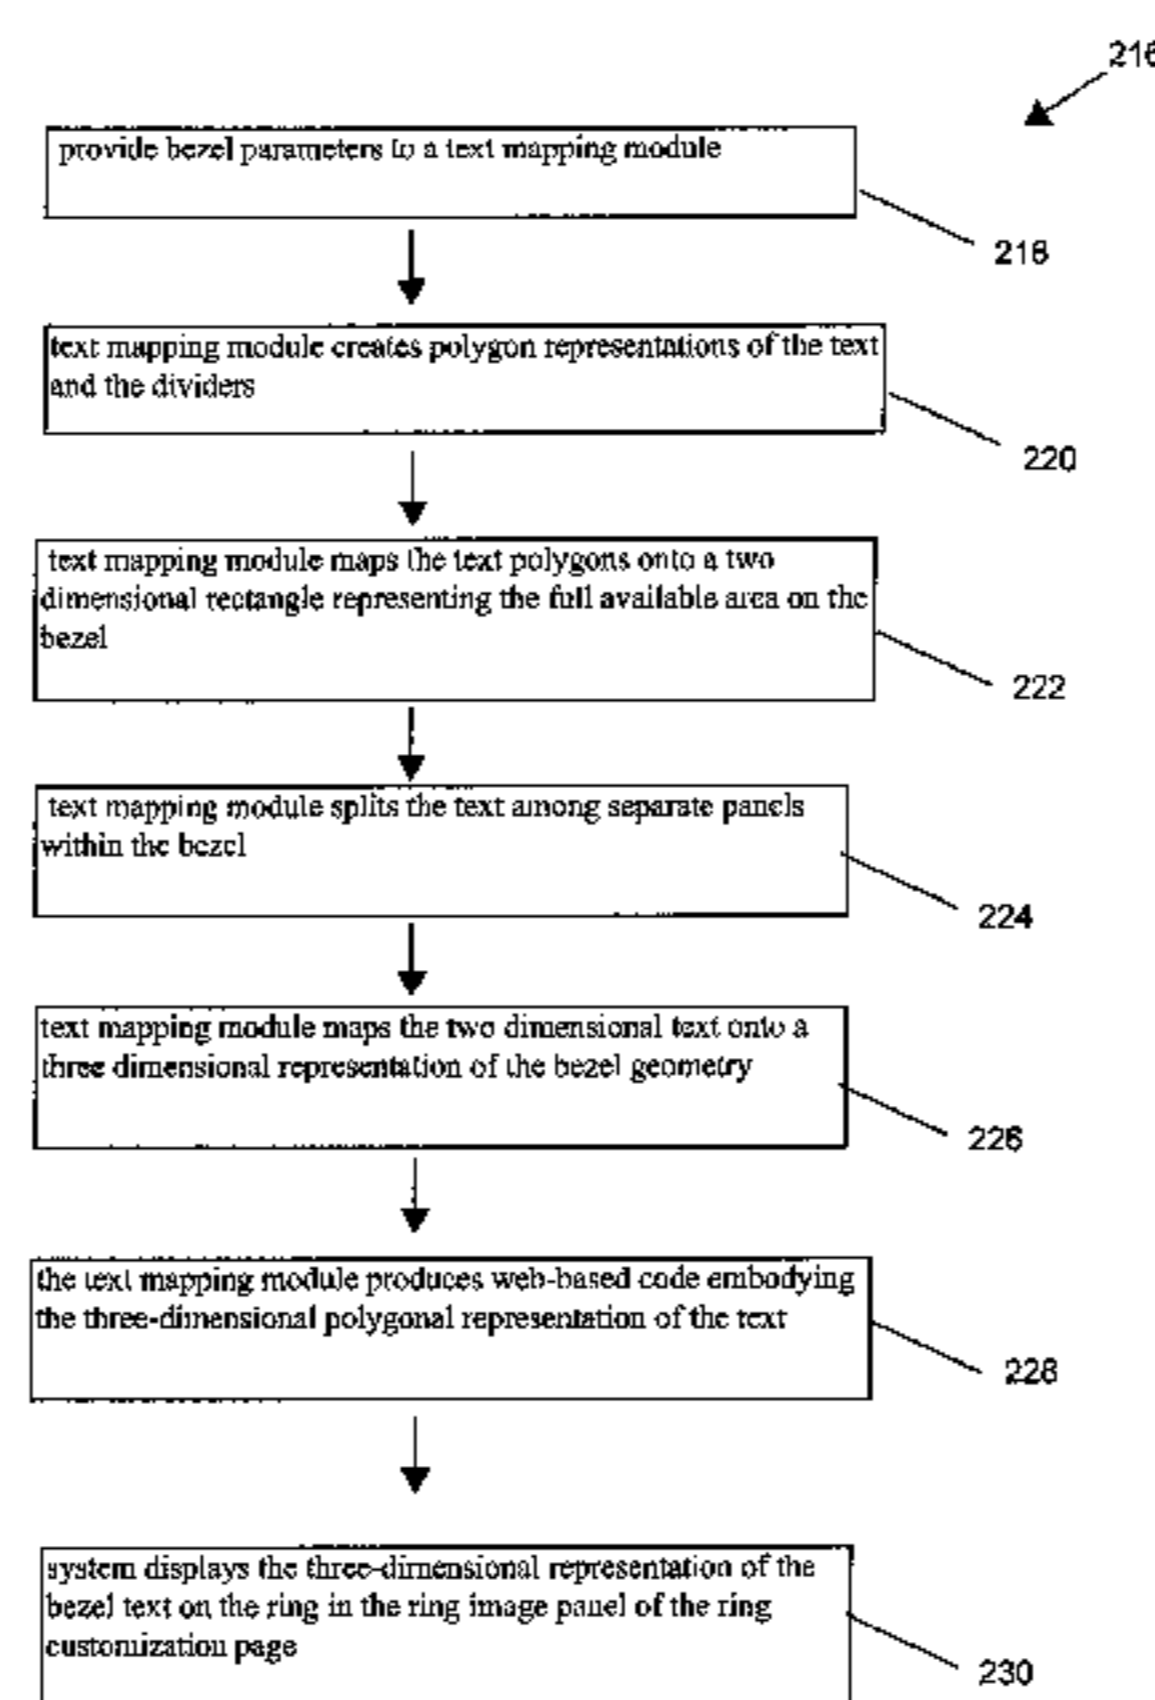 216
provide bezel parameters to a text mapping module
218
text mapping module creates polygon representations of the text
and the dividers
220
text mapping module maps the text polygons onto a two
dimensional rectangle representing the full available area on the
bezel
222
text mapping module splits the text among separate panels
within the bezel
224
text mapping module maps the two dimensional text onto a
three dimensional representation of the bezel geometry
226
the text mapping module produces web-based code embodying
the three-dimensional polygonal representation of the text
228
system displays the three-dimensional representation of the
bezel text on the ring in the ring image panel of the ring
customization page
230